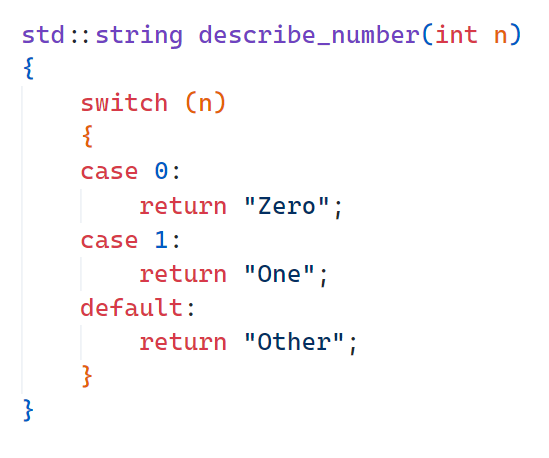 std::string describe_number(int n)
{
    switch (n)
    {
    case 0:
        return "Zero";
    case 1:
        return "One";
    default:
        return "Other";
    }
}